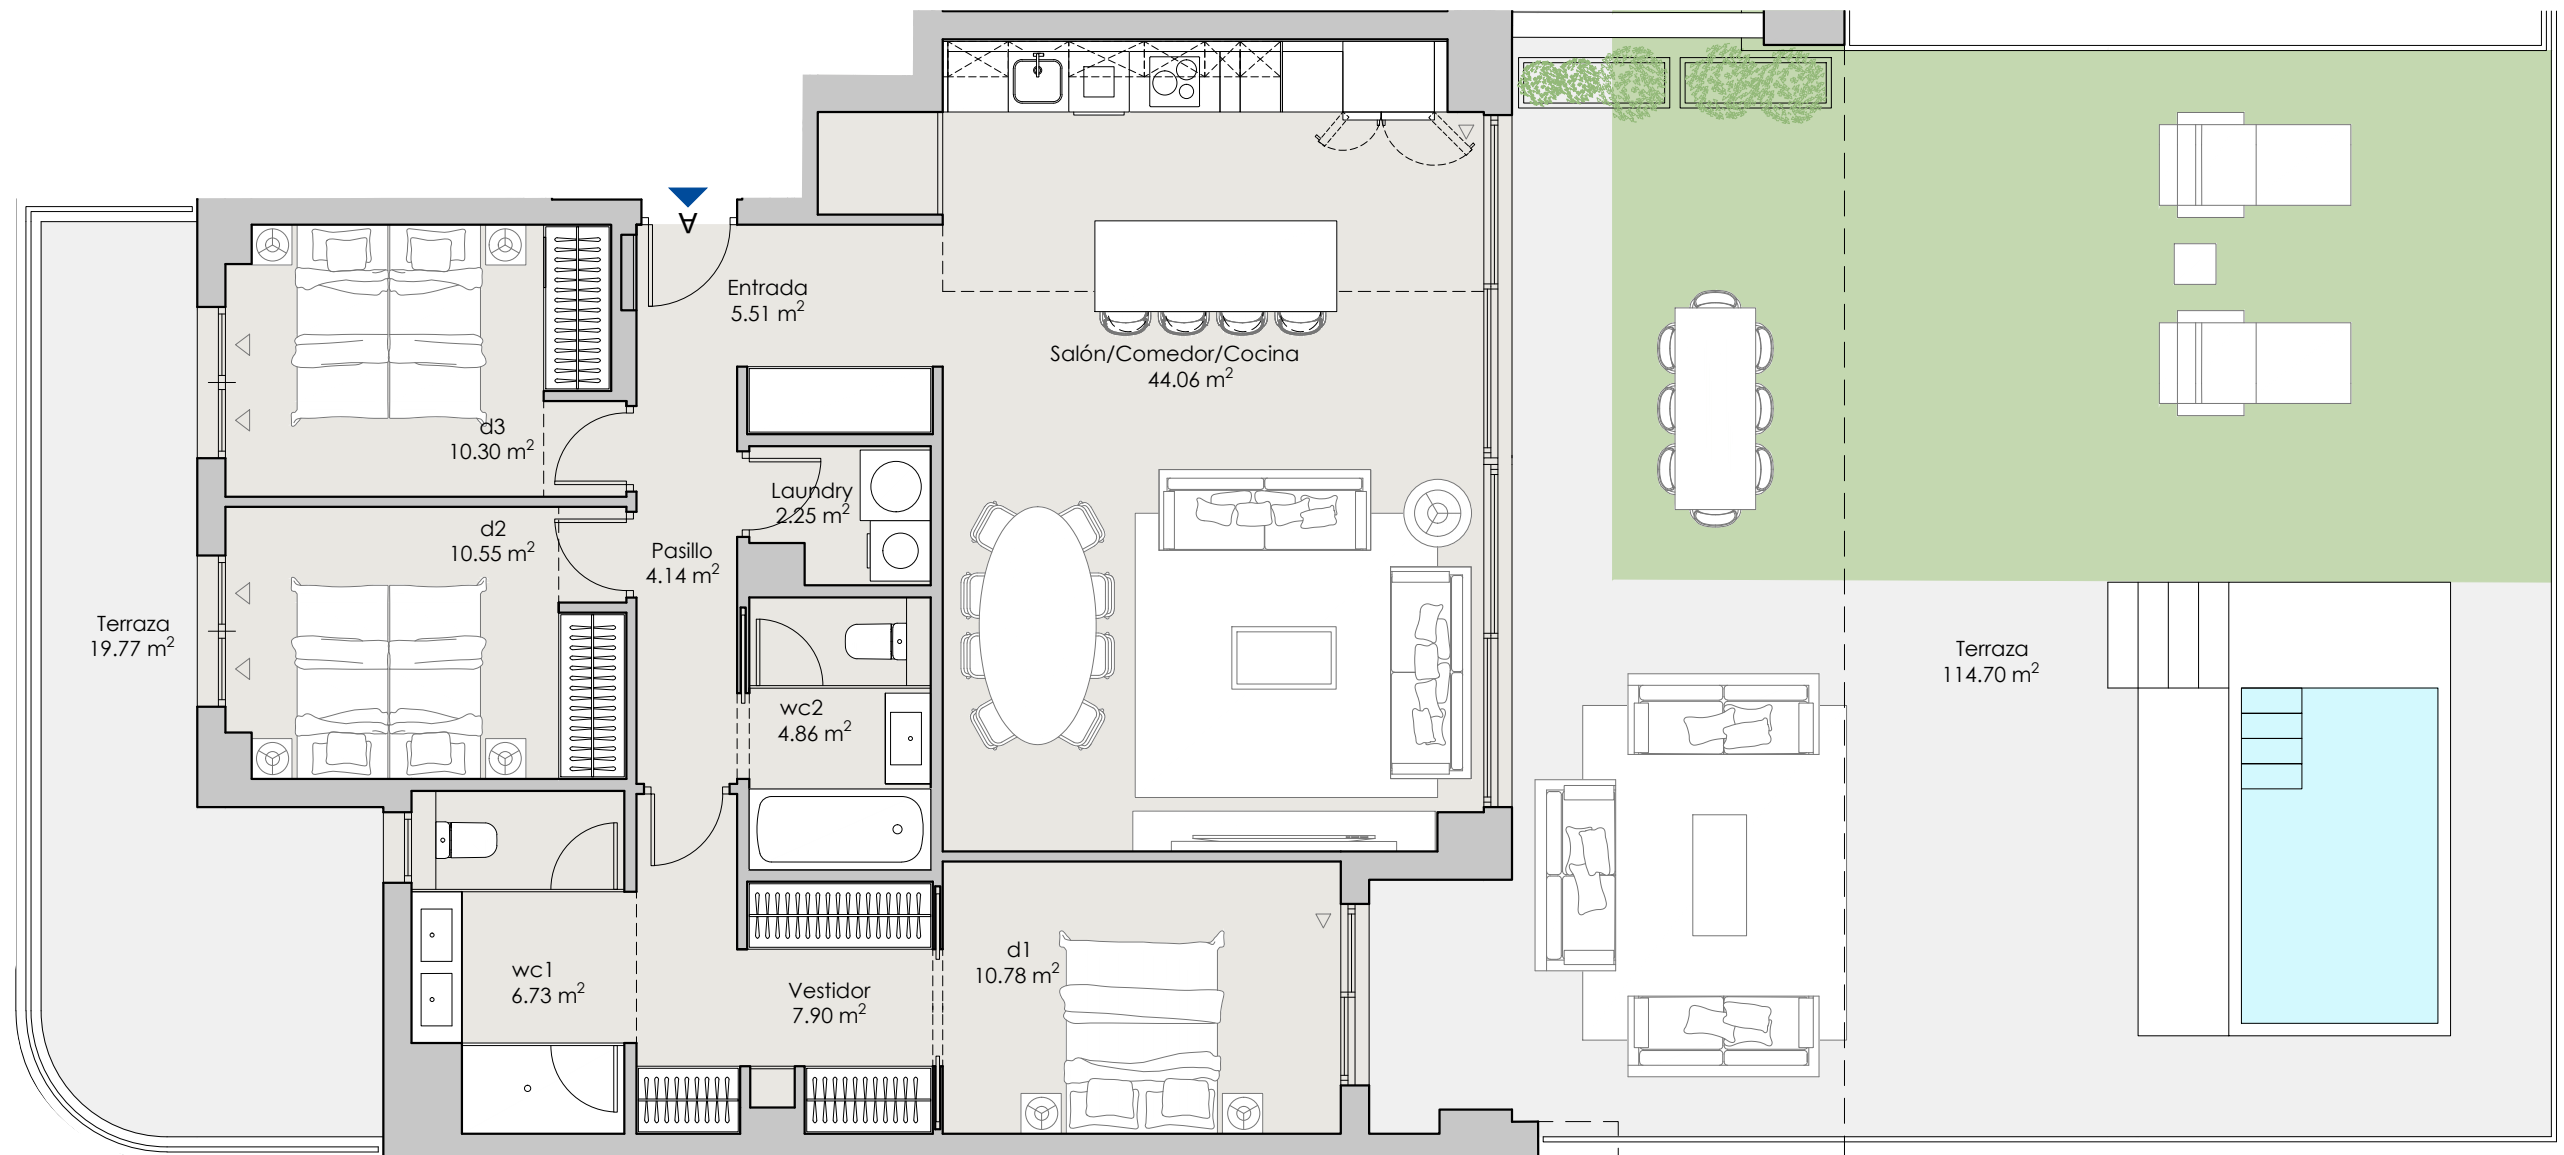 A
Entrada
5.51 m²
Salón/Comedor/Cocina
44.06 m²
d3
10.30 m²
Laundry
2.25 m²
d2
10.55 m²
Pasillo
4.14 m²
Terraza
19.77 m²
Terraza
114.70 m²
wc2
4.86 m²
d1
10.78 m²
wc1
6.73 m²
Vestidor
7.90 m²